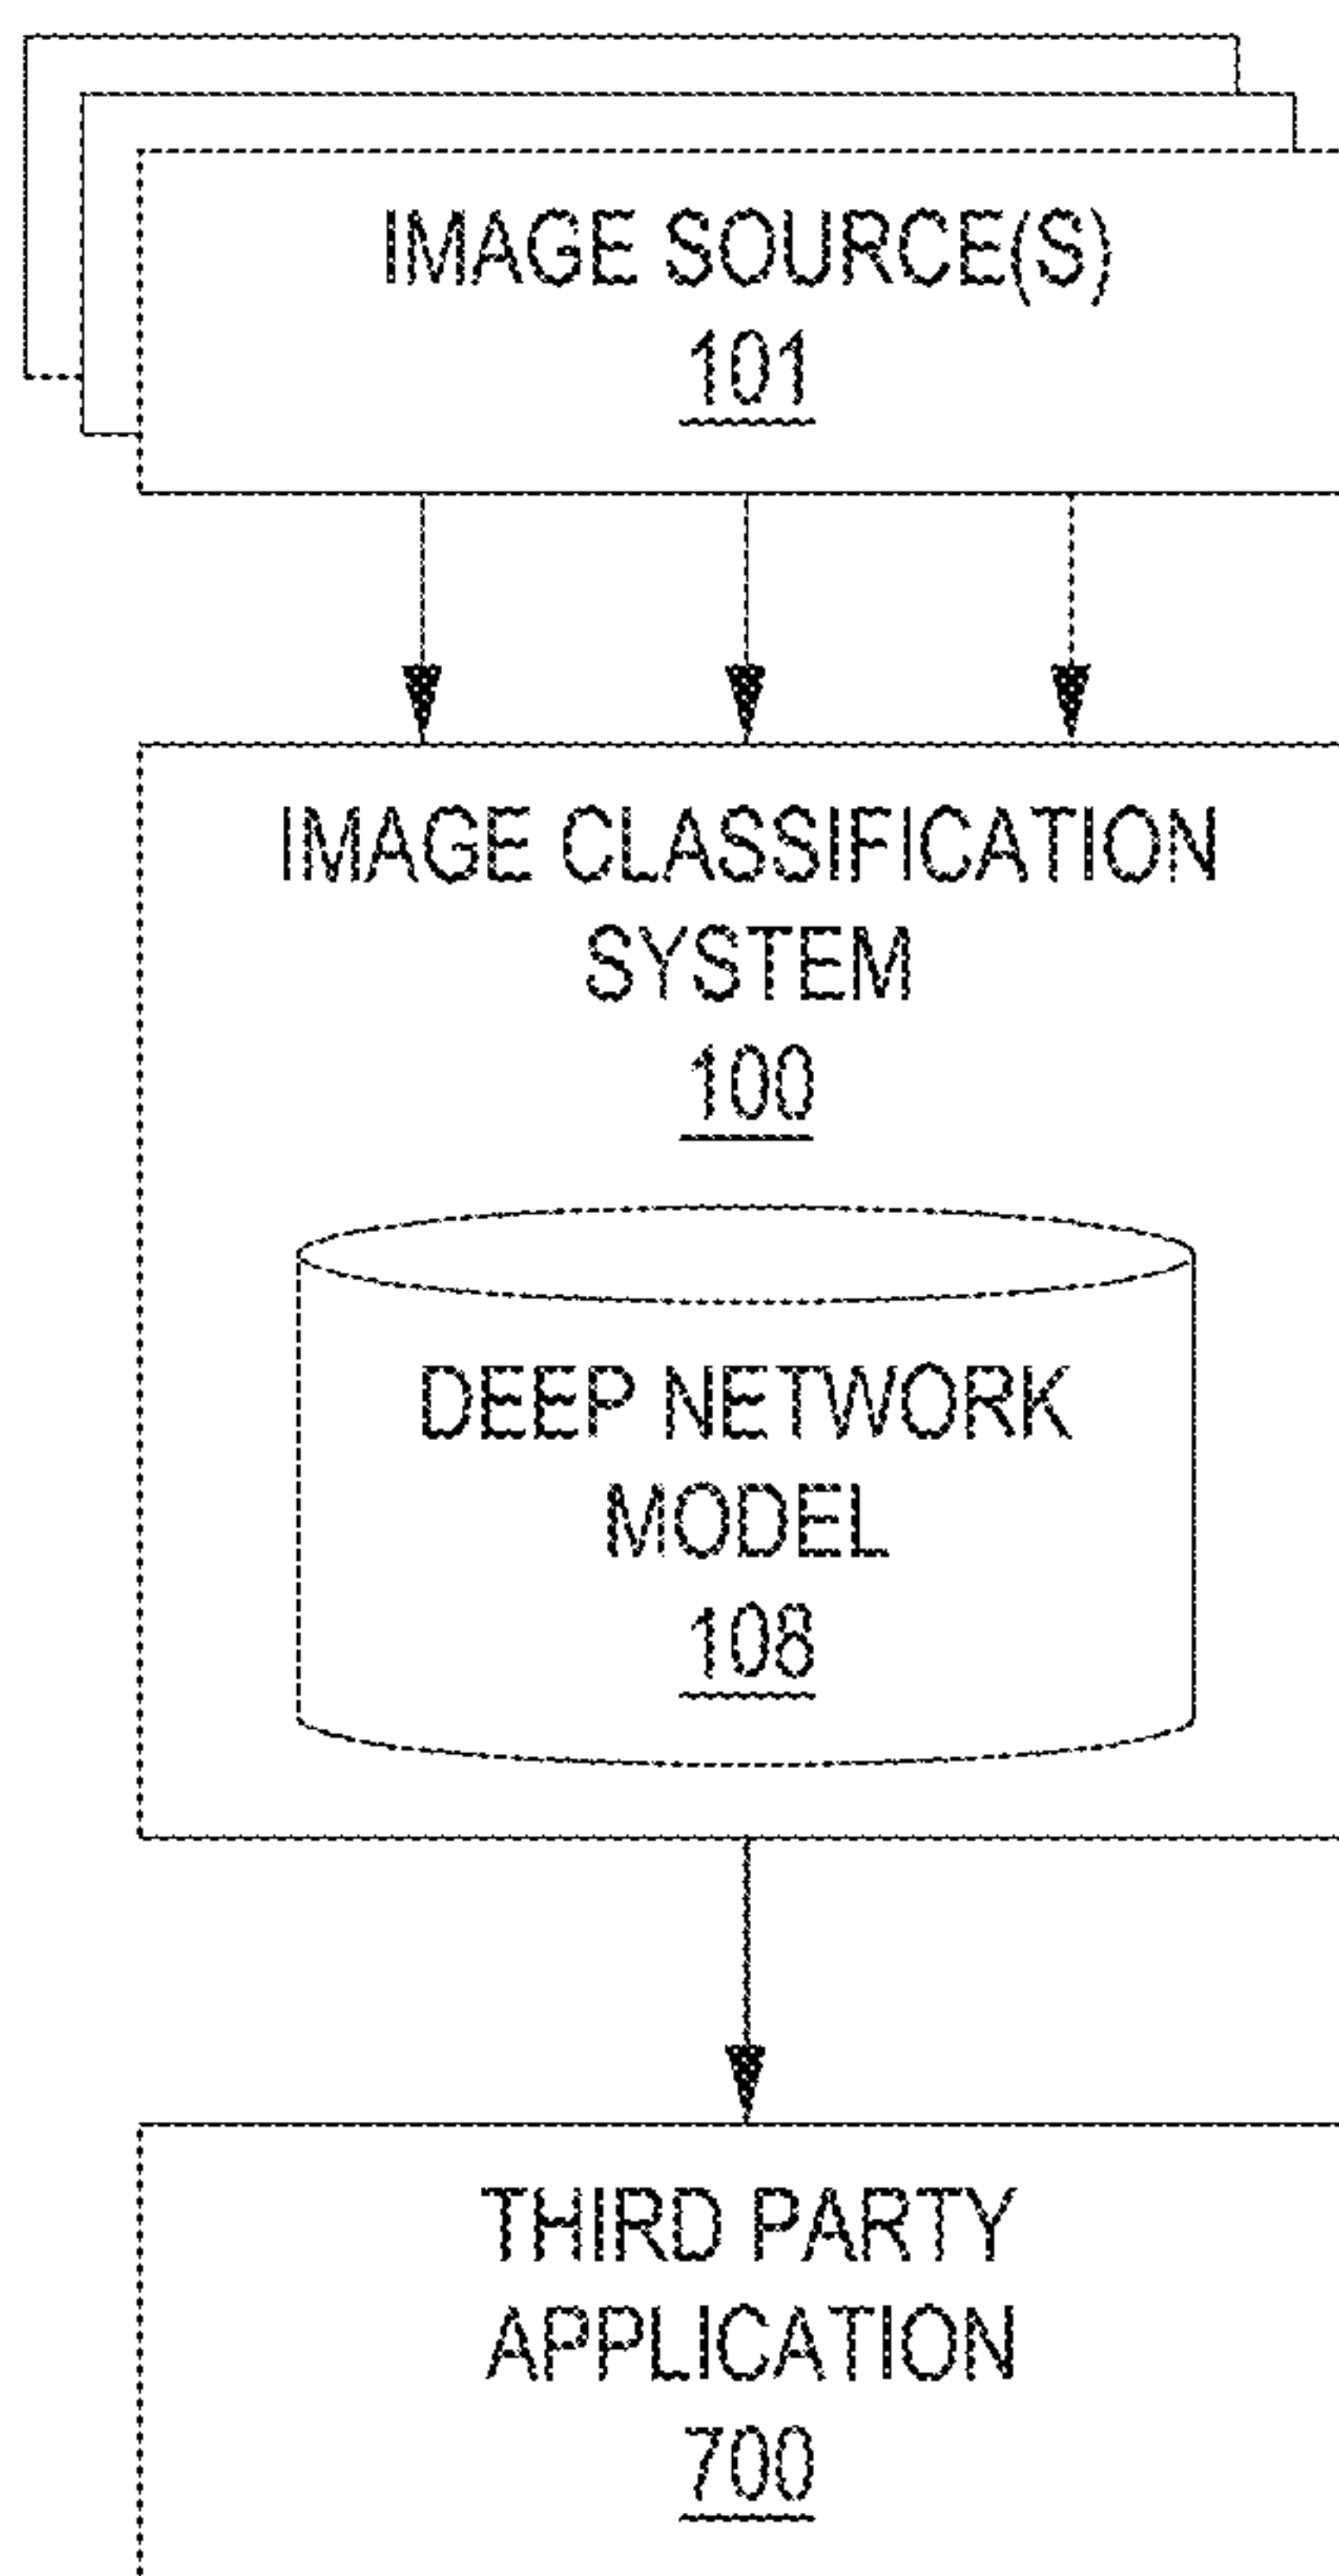 IMAGE SOURCE(S)
101
IMAGE CLASSIFICATION
SYSTEM
100
DEEP NETWORK
MODEL
108
THIRD PARTY
APPLICATION
700